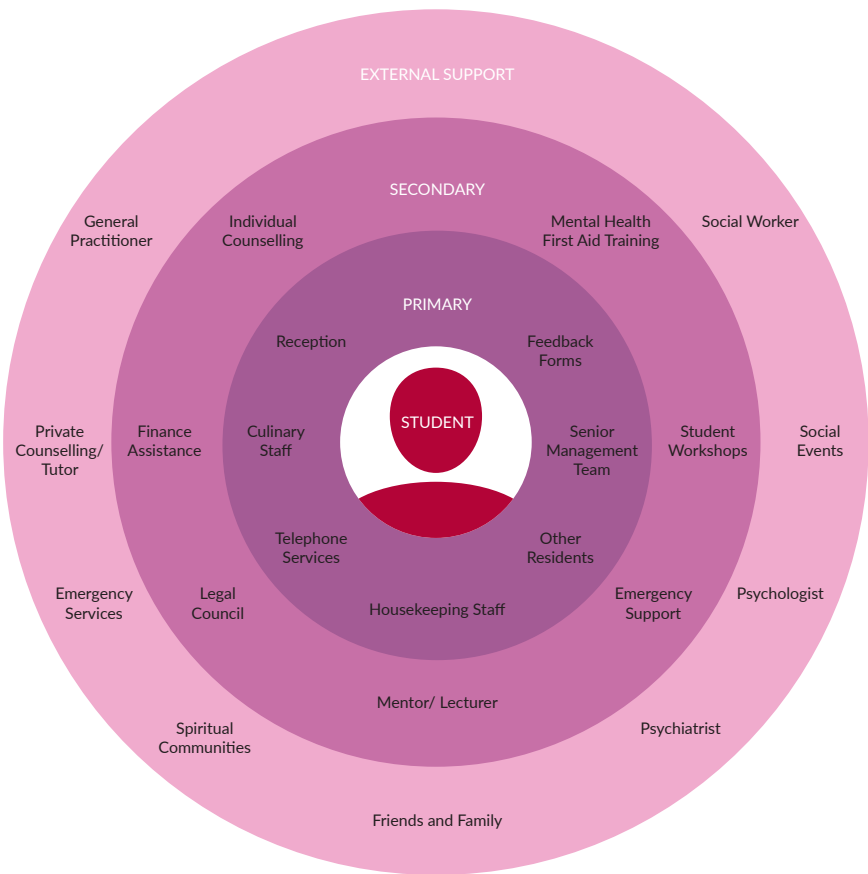 EXTERNAL SUPPORT
SECONDARY
General
Practitioner
Individual
Counselling
Mental Health
First Aid Training
Social Worker
PRIMARY
Reception
Feedback
Forms
STUDENT
Private
Counselling/
Tutor
Finance
Assistance
Culinary
Staff
Senior
Management
Team
Student
Workshops
Social
Events
Telephone
Services
Other
Residents
Emergency
Services
Legal
Council
Housekeeping Staff
Emergency
Support
Psychologist
Mentor/ Lecturer
Spiritual
Communities
Psychiatrist
Friends and Family